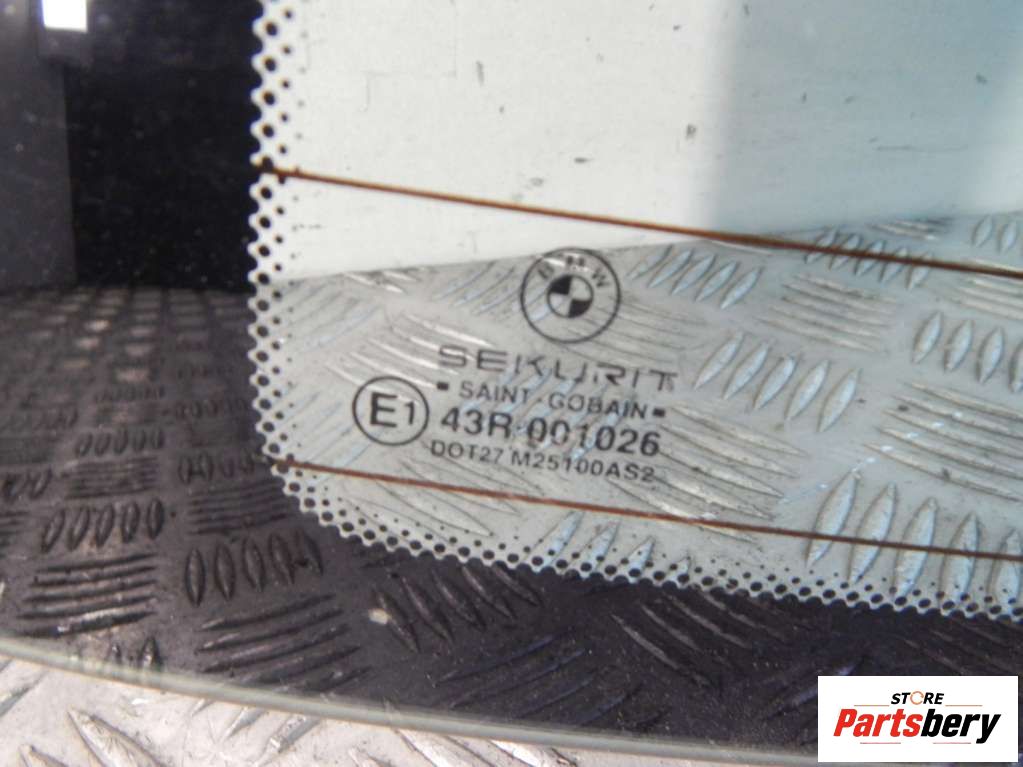 BMW
SEKURIT
SAINT-GOBAIN
E1
43R-001026
DOT27 M25100AS2
STORE
Partsbery